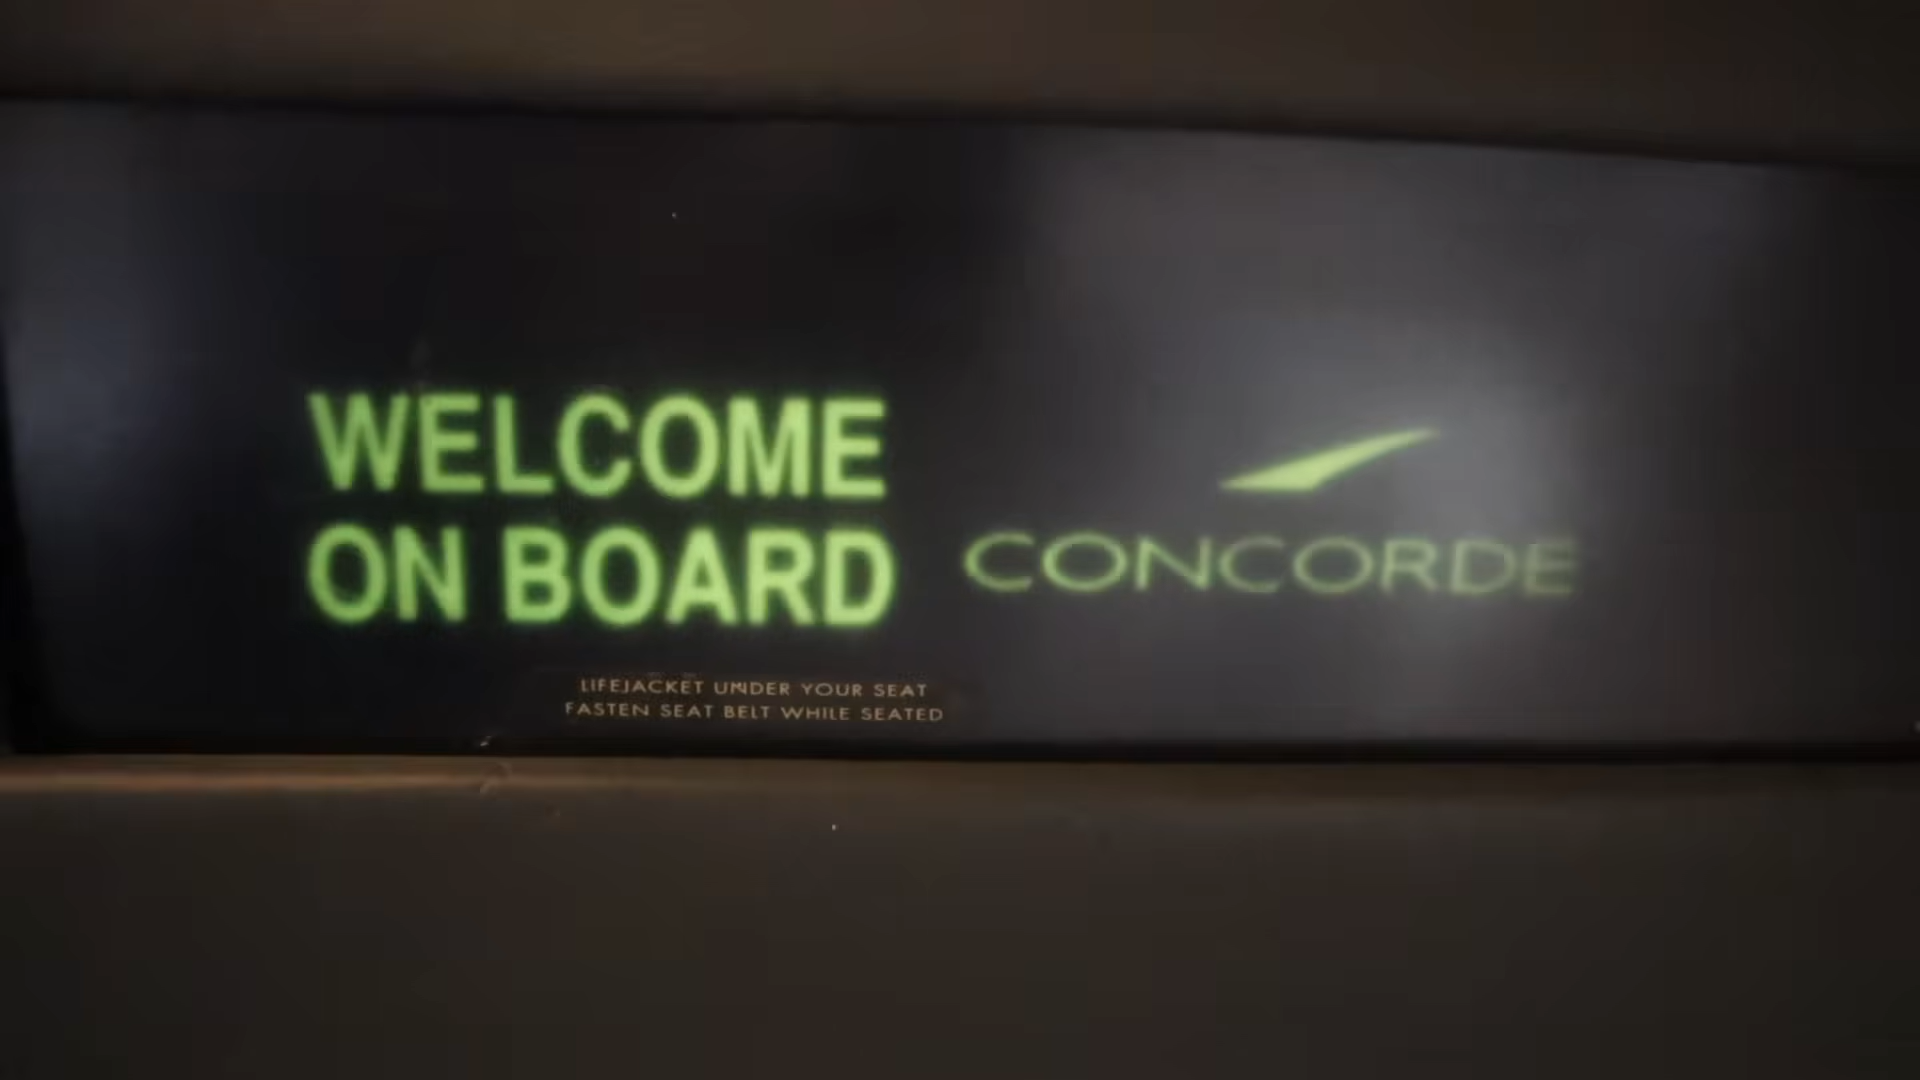 WELCOME
ON BOARD
CONCORDE
LIFEJACKET UNDER YOUR SEAT
FASTEN SEAT BELT WHILE SEATED